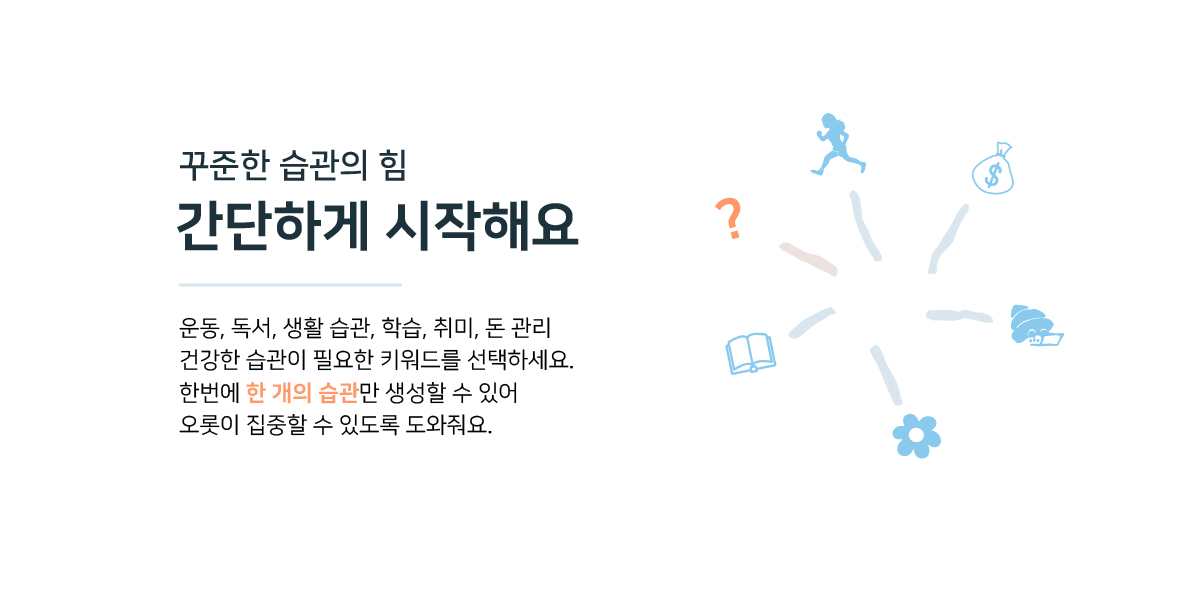 꾸준한 습관의 힘
간단하게 시작해요
운동, 독서, 생활 습관, 학습, 취미, 돈 관리
건강한 습관이 필요한 키워드를 선택하세요.
한번에 한 개의 습관만 생성할 수 있어
오롯이 집중할 수 있도록 도와줘요.
?
$